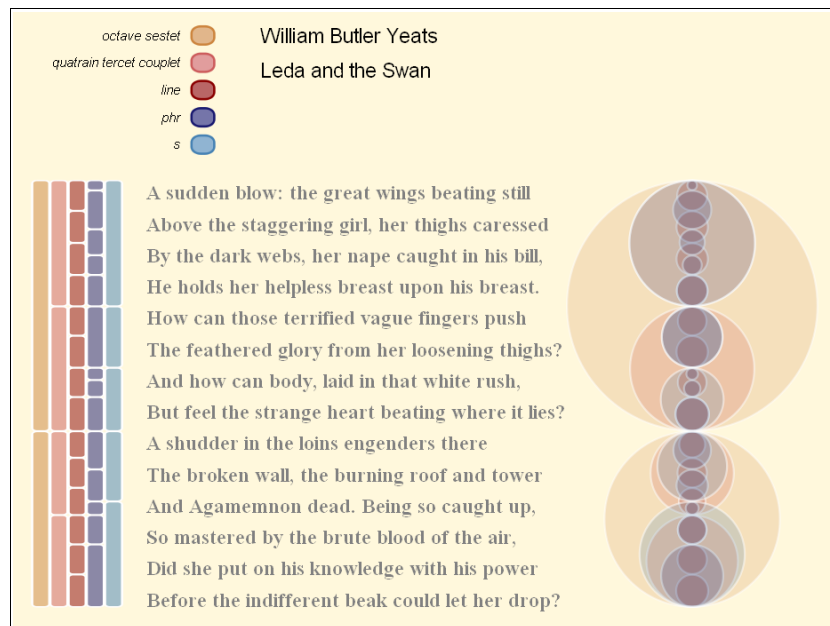 octave sestet
quatrain tercet couplet
line
phr
s
William Butler Yeats
Leda and the Swan
A sudden blow: the great wings beating still
Above the staggering girl, her thighs caressed
By the dark webs, her nape caught in his bill,
He holds her helpless breast upon his breast.
How can those terrified vague fingers push
The feathered glory from her loosening thighs?
And how can body, laid in that white rush,
But feel the strange heart beating where it lies?
A shudder in the loins engenders there
The broken wall, the burning roof and tower
And Agamemnon dead. Being so caught up,
So mastered by the brute blood of the air,
Did she put on his knowledge with his power
Before the indifferent beak could let her drop?